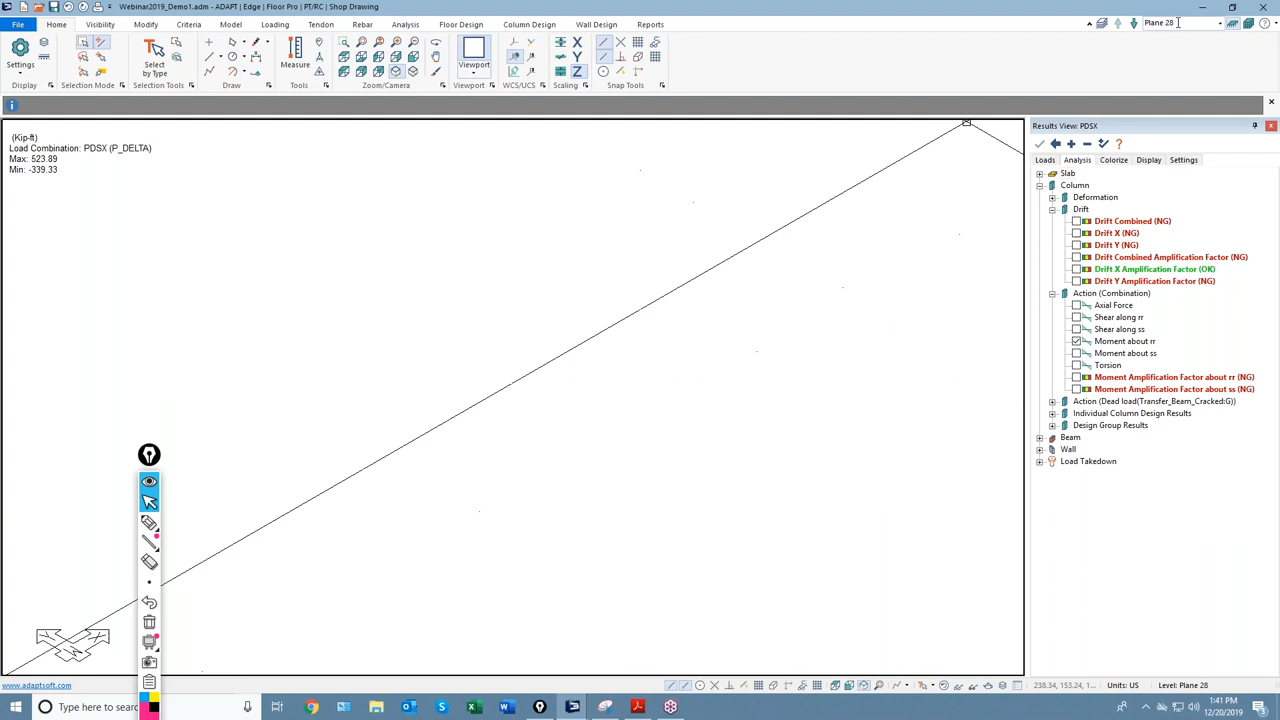 Webinar2019_Demo1.adm - ADAPT | Edge | Floor Pro | PT/RC | Shop Drawing
File Home Visibility Modify Criteria Model Loading Tendon Rebar Analysis Floor Design Column Design Wall Design Reports
Plane 28
Settings
Select
by Type
Measure
Viewport
Display Selection Mode Selection Tools Draw Tools Zoom/Camera Viewport WCS/UCS Scaling Snap Tools
(Kip-ft)
Load Combination: PDSX (P_DELTA)
Max: 523.89
Min: -339.33
Results View: PDSX
Loads Analysis Colorize Display Settings
Slab
Column
Deformation
Drift
Drift Combined (NG)
Drift X (NG)
Drift Y (NG)
Drift Combined Amplification Factor (NG)
Drift X Amplification Factor (OK)
Drift Y Amplification Factor (NG)
Action (Combination)
Axial Force
Shear along rr
Shear along ss
Moment about rr
Moment about ss
Torsion
Moment Amplification Factor about rr (NG)
Moment Amplification Factor about ss (NG)
Action (Dead load(Transfer_Beam_Cracked:G))
Individual Column Design Results
Design Group Results
Beam
Wall
Load Takedown
www.adaptsoft.com
238.34, 153.24, 1... Units: US Level: Plane 28
Type here to searc
1:41 PM
12/20/2019